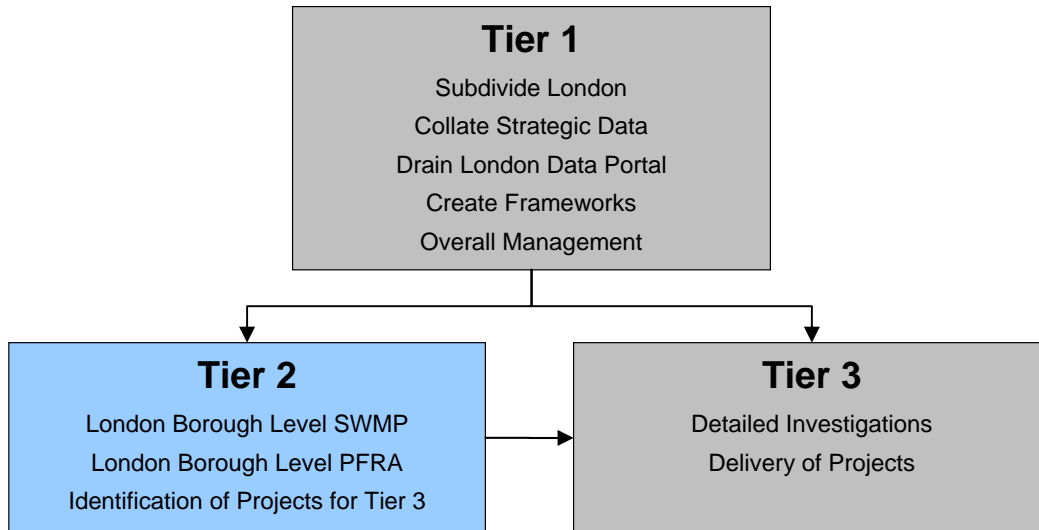 Tier 1
Subdivide London
Collate Strategic Data
Drain London Data Portal
Create Frameworks
Overall Management
Tier 2
London Borough Level SWMP
London Borough Level PFRA
Identification of Projects for Tier 3
Tier 3
Detailed Investigations
Delivery of Projects